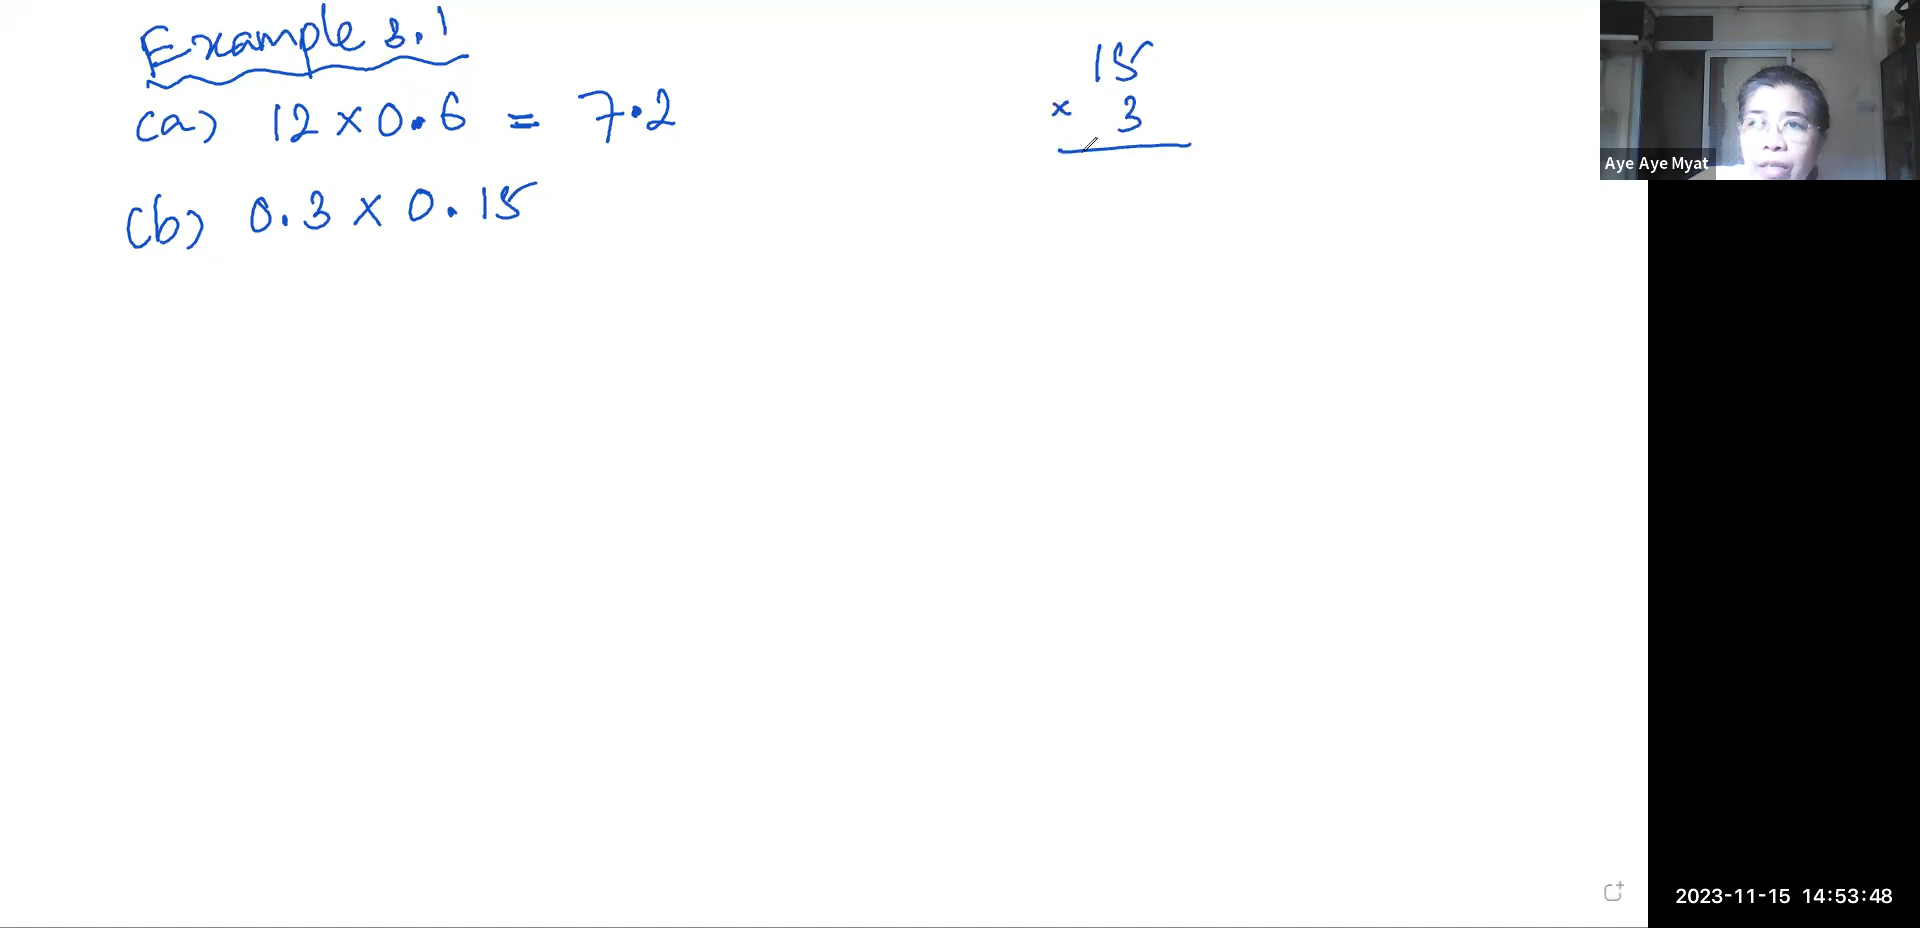 Example 3.1
(a) 12 × 0.6 = 7.2
(b) 0.3 × 0.15
15
× 3
Aye Aye Myat
2023-11-15 14:53:48